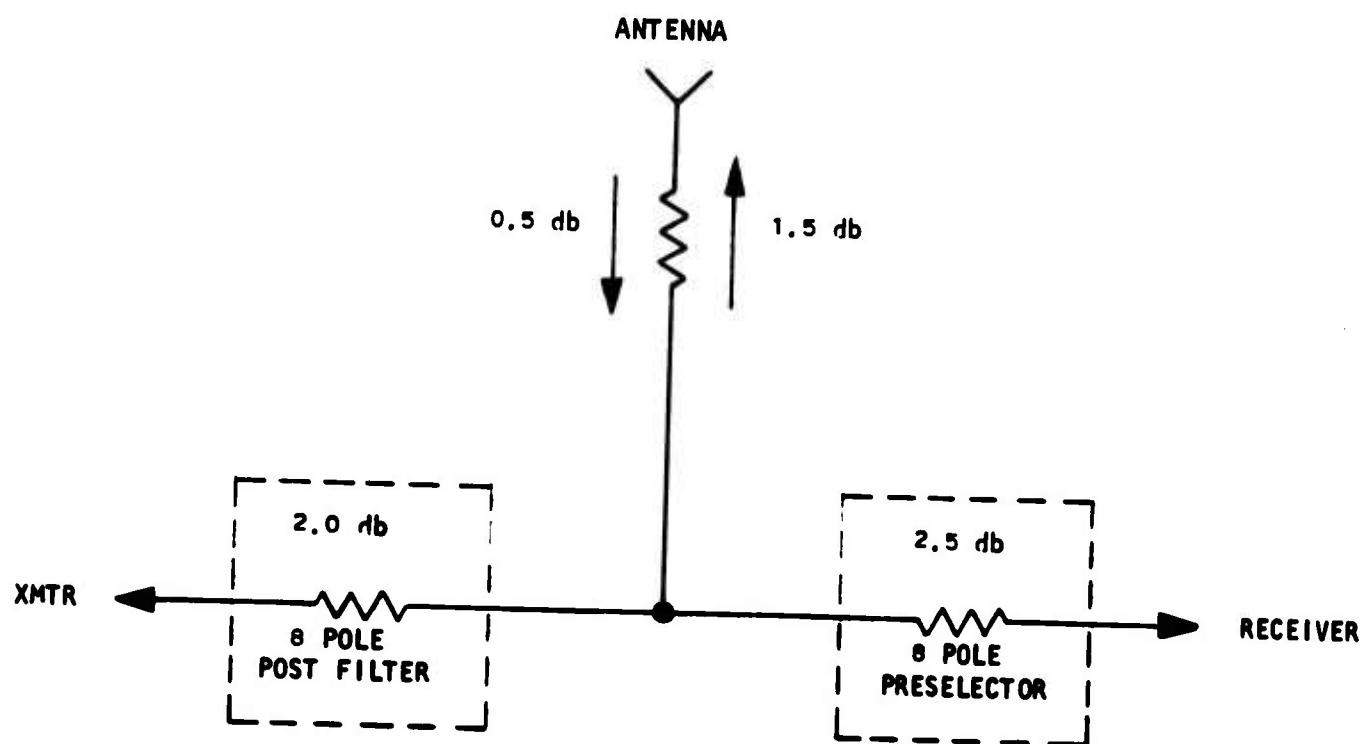 ANTENNA
0.5 db
1.5 db
2.0 db
2.5 db
XMTR
8 POLE
POST FILTER
8 POLE
PRESELECTOR
RECEIVER